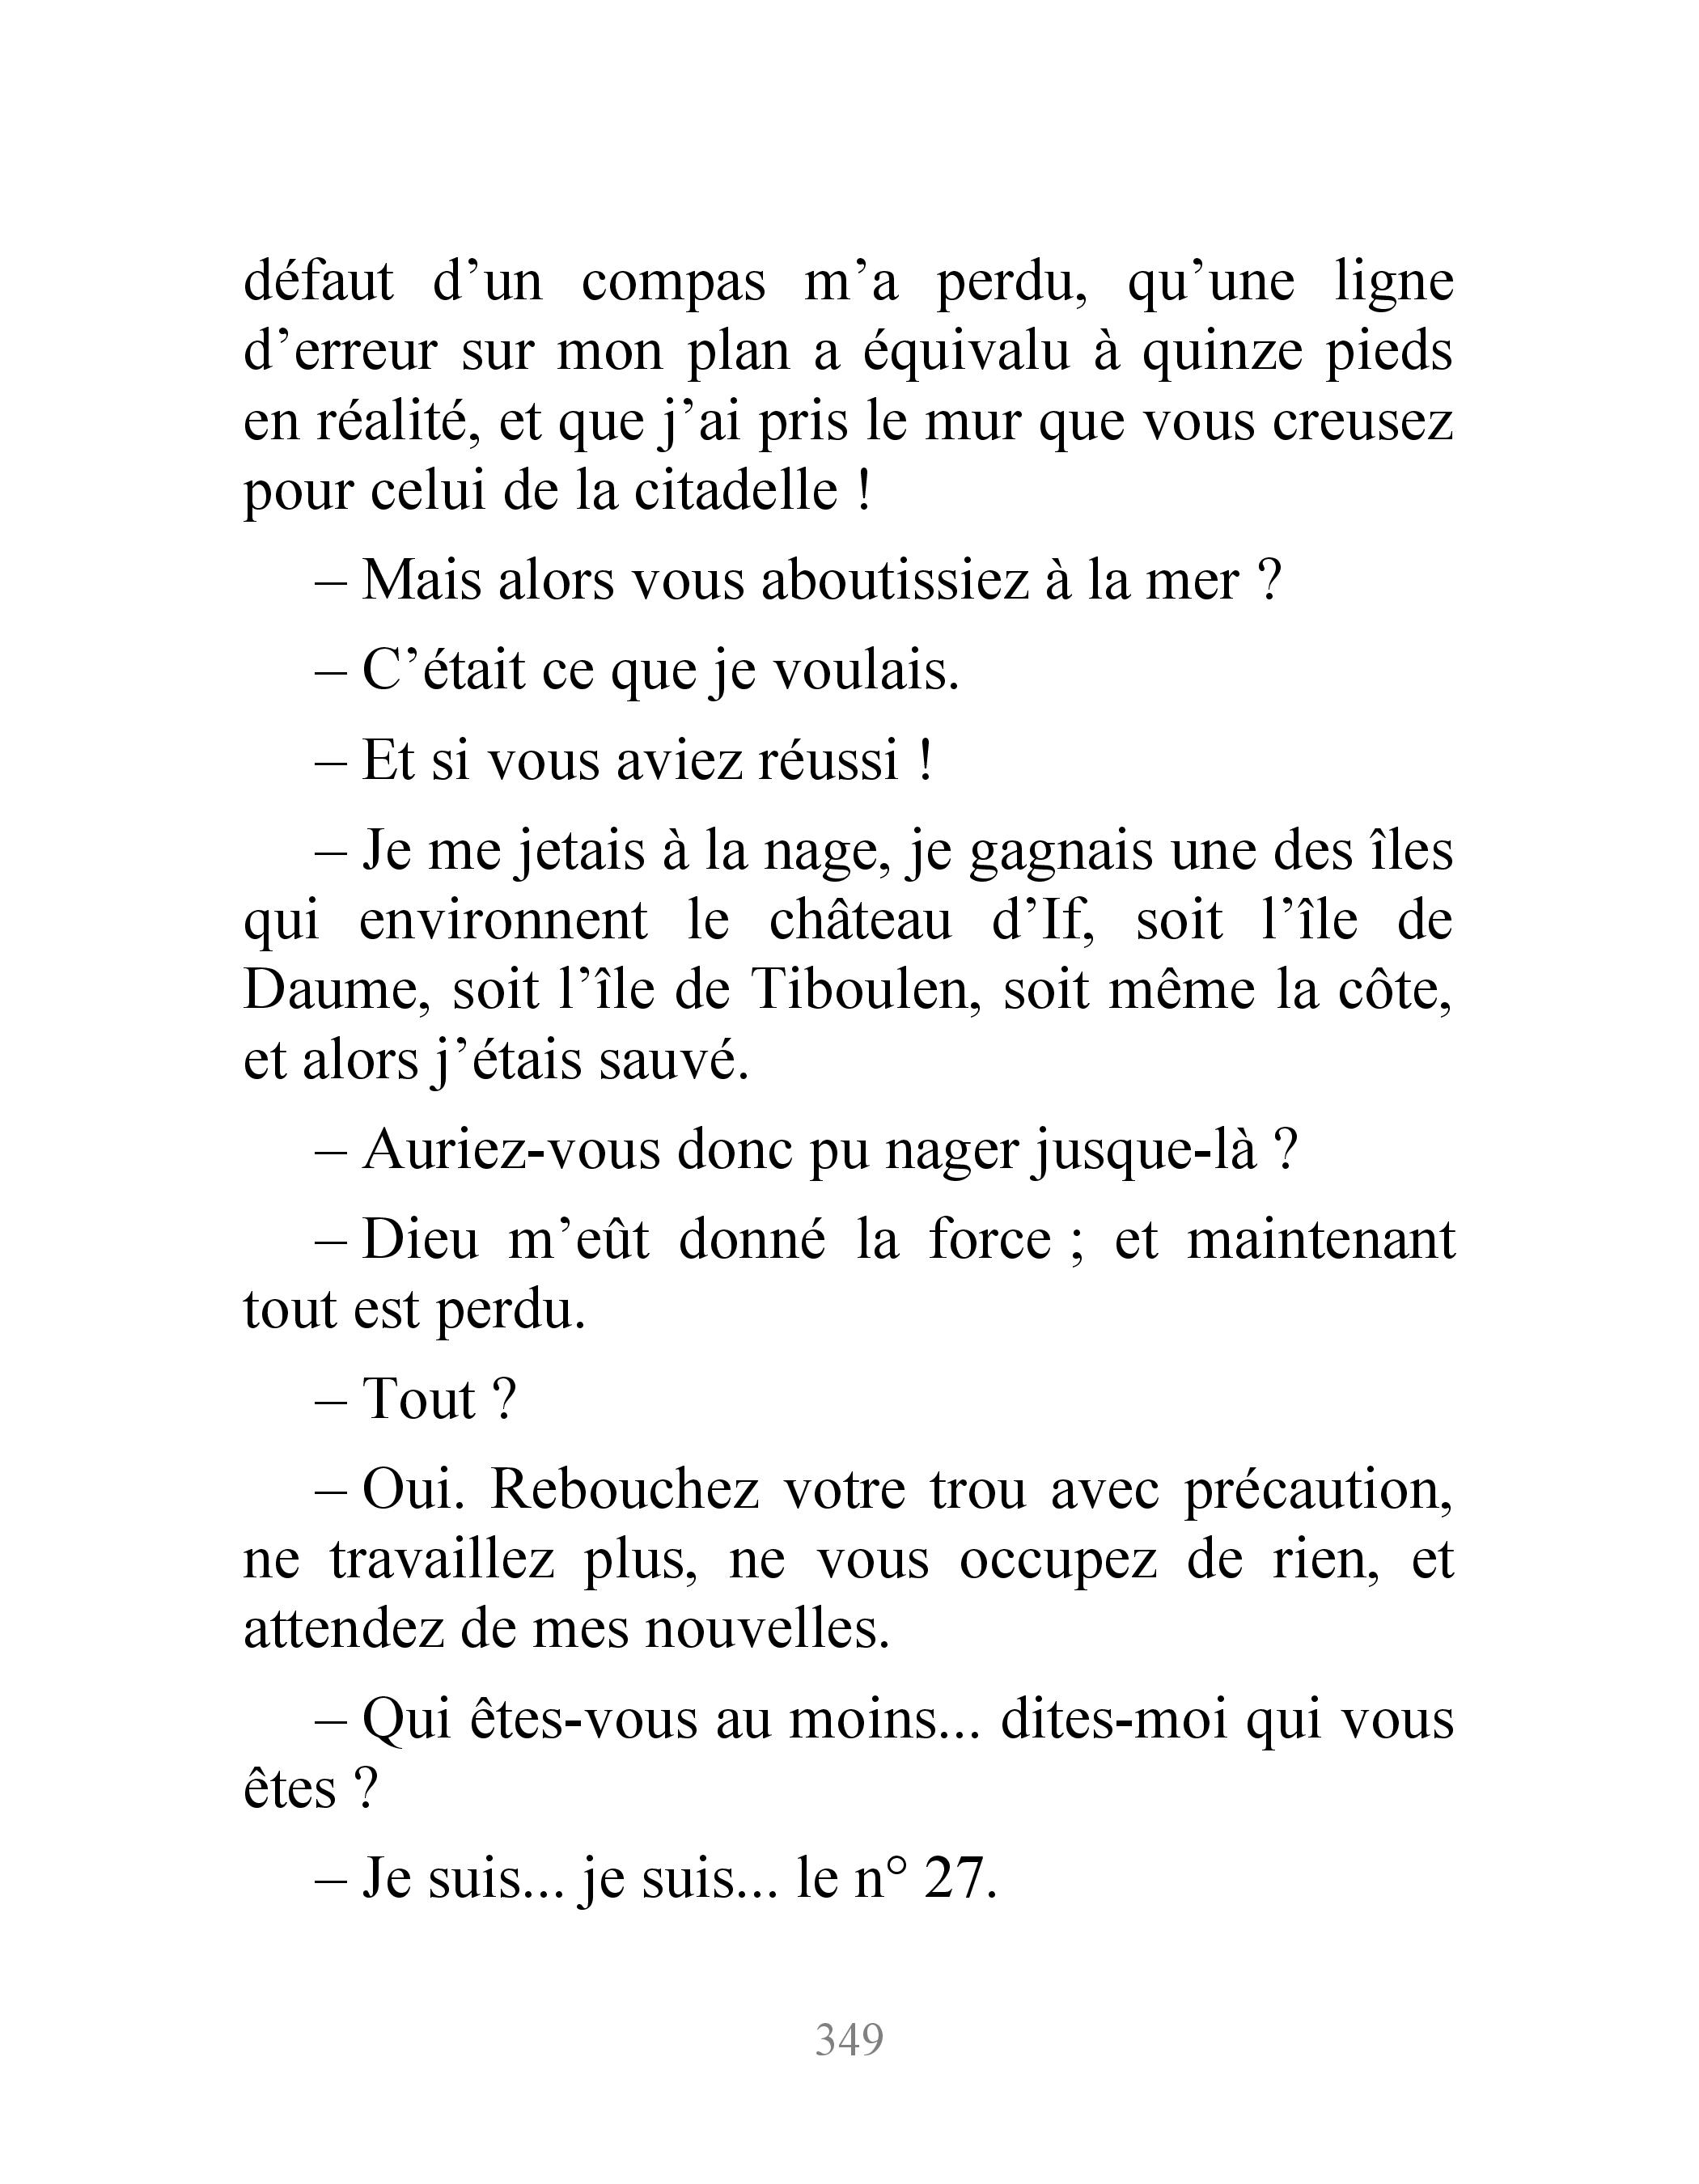 défaut d’un compas m’a perdu, qu’une ligne
d’erreur sur mon plan a équivalu à quinze pieds
en réalité, et que j’ai pris le mur que vous creusez
pour celui de la citadelle !
– Mais alors vous aboutissiez à la mer ?
– C’était ce que je voulais.
– Et si vous aviez réussi !
– Je me jetais à la nage, je gagnais une des îles
qui environnent le château d’If, soit l’île de
Daume, soit l’île de Tiboulen, soit même la côte,
et alors j’étais sauvé.
– Auriez-vous donc pu nager jusque-là ?
– Dieu m’eût donné la force ; et maintenant
tout est perdu.
– Tout ?
– Oui. Rebouchez votre trou avec précaution,
ne travaillez plus, ne vous occupez de rien, et
attendez de mes nouvelles.
– Qui êtes-vous au moins... dites-moi qui vous
êtes ?
– Je suis... je suis... le n° 27.
349